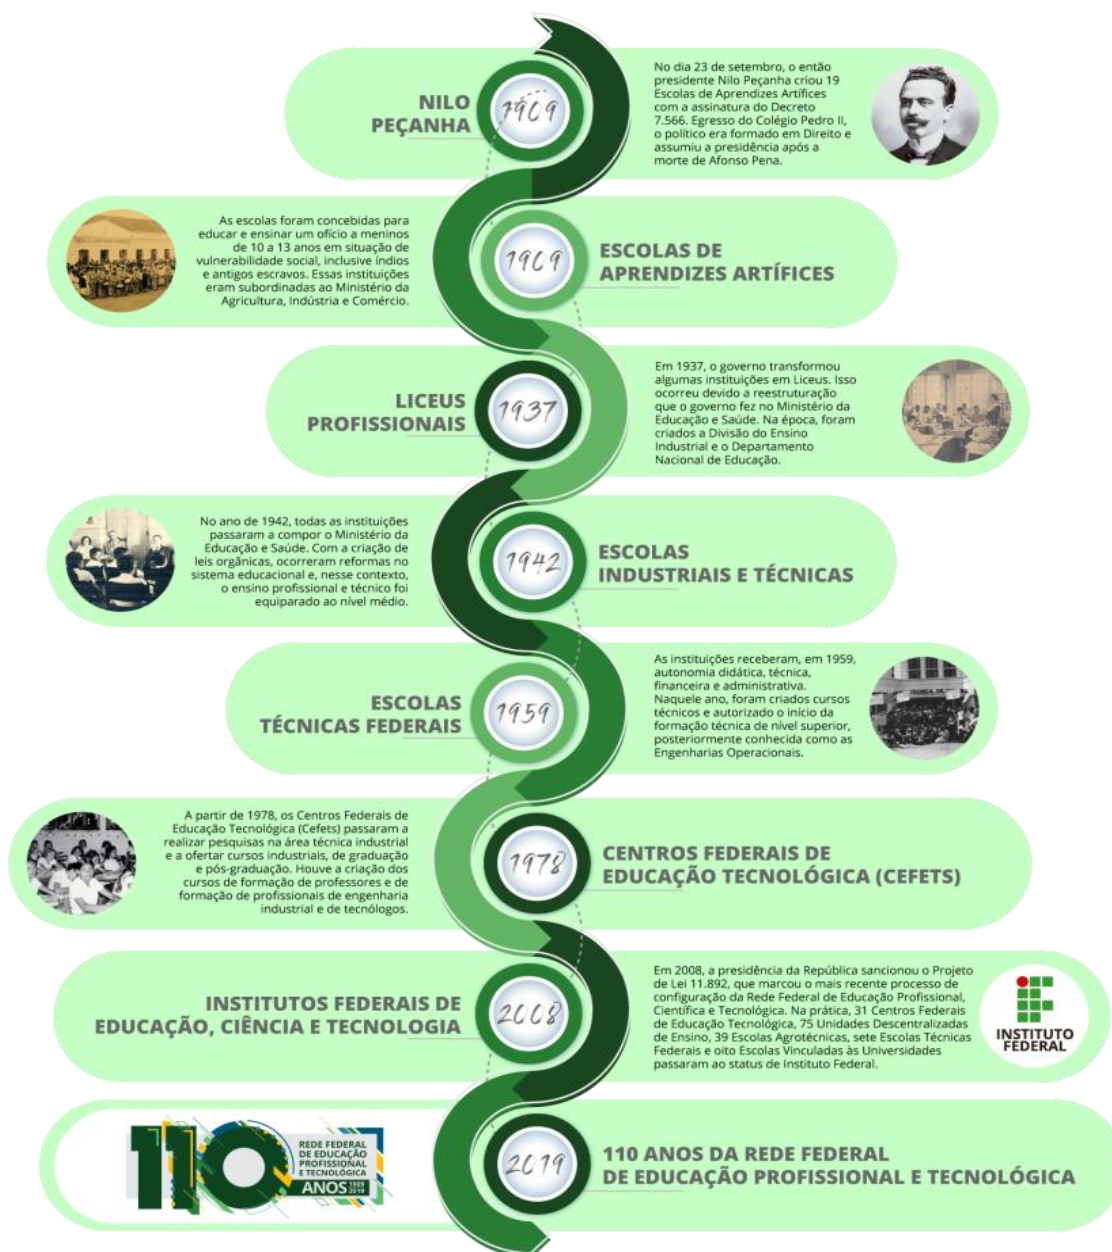 NILO
PEÇANHA
1909
No dia 23 de setembro, o então
presidente Nilo Peçanha criou 19
Escolas de Aprendizes Artífices
com a assinatura do Decreto
7.566. Egresso do Colégio Pedro II,
o político era formado em Direito e
assumiu a presidência após a
morte de Afonso Pena.
As escolas foram concebidas para
educar e ensinar um ofício a meninos
de 10 a 13 anos em situação de
vulnerabilidade social, inclusive índios
e antigos escravos. Essas instituições
eram subordinadas ao Ministério da
Agricultura, Indústria e Comércio.
1909
ESCOLAS DE
APRENDIZES ARTÍFICES
LICEUS
PROFISSIONAIS
1937
Em 1937, o governo transformou
algumas instituições em Liceus. Isso
ocorreu devido a reestruturação
que o governo fez no Ministério da
Educação e Saúde. Na época, foram
criados a Divisão do Ensino
Industrial e o Departamento
Nacional de Educação.
No ano de 1942, todas as instituições
passaram a compor o Ministério da
Educação e Saúde. Com a criação de
leis orgânicas, ocorreram reformas no
sistema educacional e, nesse contexto,
o ensino profissional e técnico foi
equiparado ao nível médio.
1942
ESCOLAS
INDUSTRIAIS E TÉCNICAS
ESCOLAS
TÉCNICAS FEDERAIS
1959
As instituições receberam, em 1959,
autonomia didática, técnica,
financeira e administrativa.
Naquele ano, foram criados cursos
técnicos e autorizado o início da
formação técnica de nível superior,
posteriormente conhecida como as
Engenharias Operacionais.
A partir de 1978, os Centros Federais de
Educação Tecnológica (Cefets) passaram a
realizar pesquisas na área técnica industrial
e a ofertar cursos industriais, de graduação
e pós-graduação. Houve a criação dos
cursos de formação de professores e de
formação de profissionais de engenharia
industrial e de tecnólogos.
1978
CENTROS FEDERAIS DE
EDUCAÇÃO TECNOLÓGICA (CEFETS)
INSTITUTOS FEDERAIS DE
EDUCAÇÃO, CIÊNCIA E TECNOLOGIA
2008
Em 2008, a presidência da República sancionou o Projeto
de Lei 11.892, que marcou o mais recente processo de
configuração da Rede Federal de Educação Profissional,
Científica e Tecnológica. Na prática, 31 Centros Federais
de Educação Tecnológica, 75 Unidades Descentralizadas
de Ensino, 39 Escolas Agrotécnicas, sete Escolas Técnicas
Federais e oito Escolas Vinculadas às Universidades
passaram ao status de Instituto Federal.
INSTITUTO
FEDERAL
110
REDE FEDERAL
DE EDUCAÇÃO
PROFISSIONAL
E TECNOLÓGICA
ANOS 1909
2019
2019
110 ANOS DA REDE FEDERAL
DE EDUCAÇÃO PROFISSIONAL E TECNOLÓGICA